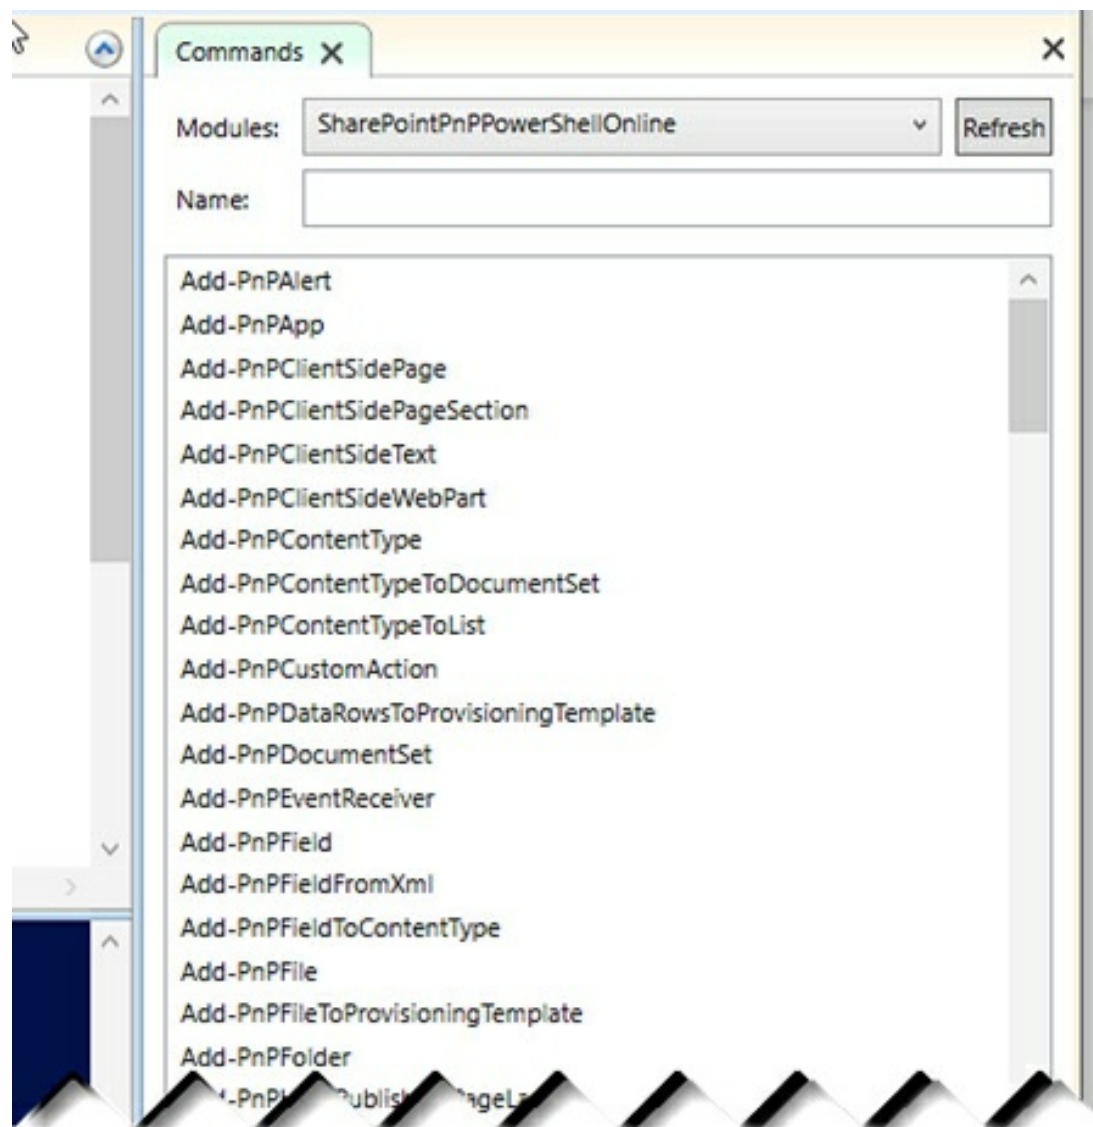 Commands
Modules: SharePointPnPPowerShellOnline Refresh
Name:
Add-PnPAlert
Add-PnPApp
Add-PnPClientSidePage
Add-PnPClientSidePageSection
Add-PnPClientSideText
Add-PnPClientSideWebPart
Add-PnPContentType
Add-PnPContentTypeToDocumentSet
Add-PnPContentTypeToList
Add-PnPCustomAction
Add-PnPDataRowsToProvisioningTemplate
Add-PnPDocumentSet
Add-PnPEventReceiver
Add-PnPField
Add-PnPFieldFromXml
Add-PnPFieldToContentType
Add-PnPFile
Add-PnPFileToProvisioningTemplate
Add-PnPFolder